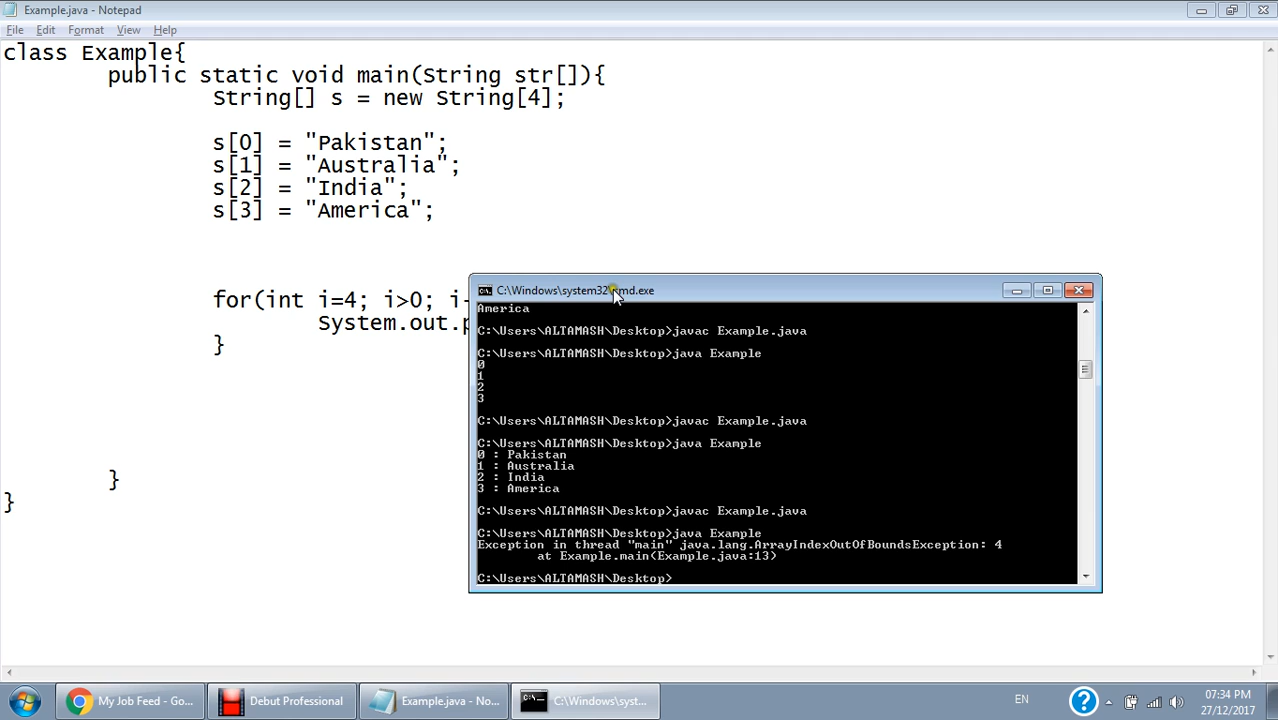 Example.java - Notepad
File Edit Format View Help
class Example{
public static void main(String str[]){
String[] s = new String[4];
s[0] = "Pakistan";
s[1] = "Australia";
s[2] = "India";
s[3] = "America";
for(int i=4; i>0; i-
System.out.p
}
}
}
C:\Windows\system32\cmd.exe
America
C:\Users\ALTAMASH\Desktop>javac Example.java
C:\Users\ALTAMASH\Desktop>java Example
0
1
2
3
C:\Users\ALTAMASH\Desktop>javac Example.java
C:\Users\ALTAMASH\Desktop>java Example
0 : Pakistan
1 : Australia
2 : India
3 : America
C:\Users\ALTAMASH\Desktop>javac Example.java
C:\Users\ALTAMASH\Desktop>java Example
Exception in thread "main" java.lang.ArrayIndexOutOfBoundsException: 4
at Example.main(Example.java:13)
C:\Users\ALTAMASH\Desktop>
My Job Feed - Go... Debut Professional Example.java - No... C:\Windows\syst... EN 07:34 PM
27/12/2017